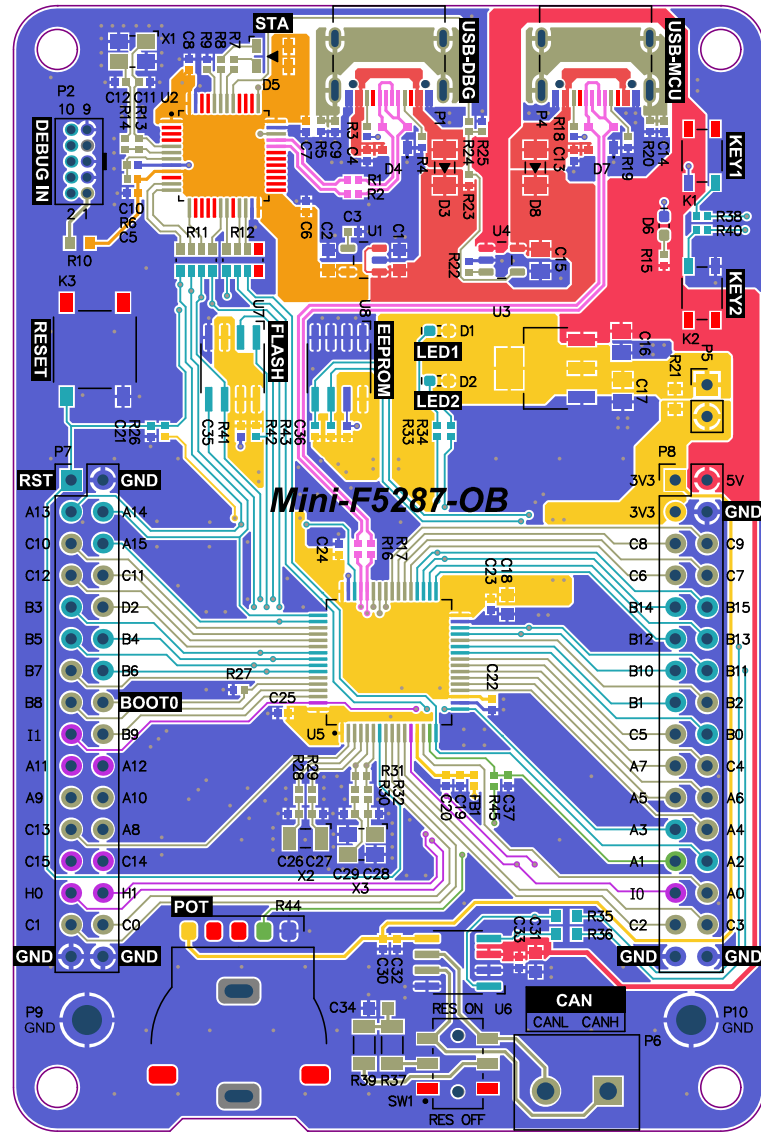 STA
USB-DBG
USB-MCU
X1
C8
R9
R8
R7
D5
P2
10 9
C12
C11
U2
R14
R13
DEBUG IN
2 1
C10
R6
C5
R10
R11
R12
C7
R5
C9
R3
C4
D4
R4
P1
R1
R2
C6
C2
C3
U1
C1
R24
R25
R23
D3
R22
U4
U3
P4
D8
C15
R18
C13
D7
R19
R20
C14
KEY1
K1
D6
R38
R40
R15
KEY2
K2
K3
RESET
U7
FLASH
U8
EEPROM
D1
LED1
D2
LED2
C16
C17
R21
P5
C21
R26
C35
R41
R42
R43
C36
R33
R34
P7
P8
RST
GND
3V3
5V
Mini-F5287-OB
A13
A14
3V3
GND
C10
A15
C8
C9
C12
C11
C6
C7
B3
D2
B14
B15
B5
B4
B12
B13
B7
B6
B10
B11
B8
BOOT0
B1
B2
I1
B9
C5
B0
A11
A12
A7
C4
A9
A10
A5
A6
C13
A8
A3
A4
C15
C14
A1
A2
H0
H1
I0
A0
C1
C0
C2
C3
GND
GND
GND
GND
C24
R16
R17
C23
C18
R27
C25
U5
C22
R28
R29
R31
R30
R32
C20
C19
FB1
R45
C37
C26
C27
X2
C29
C28
X3
POT
R44
R35
R36
C33
C31
C30
C32
U6
P9
GND
P10
GND
C34
RES ON
CAN
CANL CANH
P6
R39
R37
SW1
RES OFF